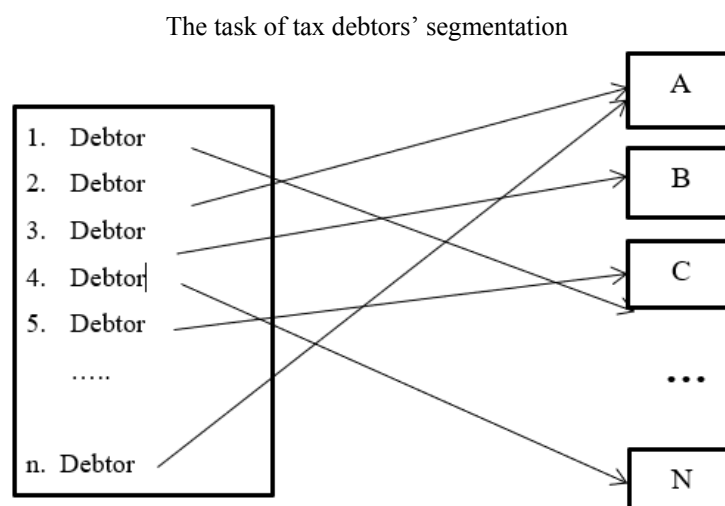 The task of tax debtors’ segmentation
1. Debtor
2. Debtor
3. Debtor
4. Debtor
5. Debtor
…..
n. Debtor
A
B
C
...
N